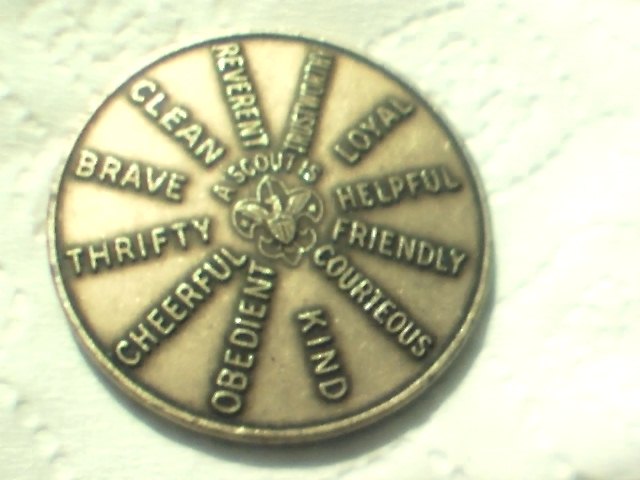 A SCOUT IS
TRUSTWORTHY
LOYAL
HELPFUL
FRIENDLY
COURTEOUS
KIND
OBEDIENT
CHEERFUL
THRIFTY
BRAVE
CLEAN
REVERENT